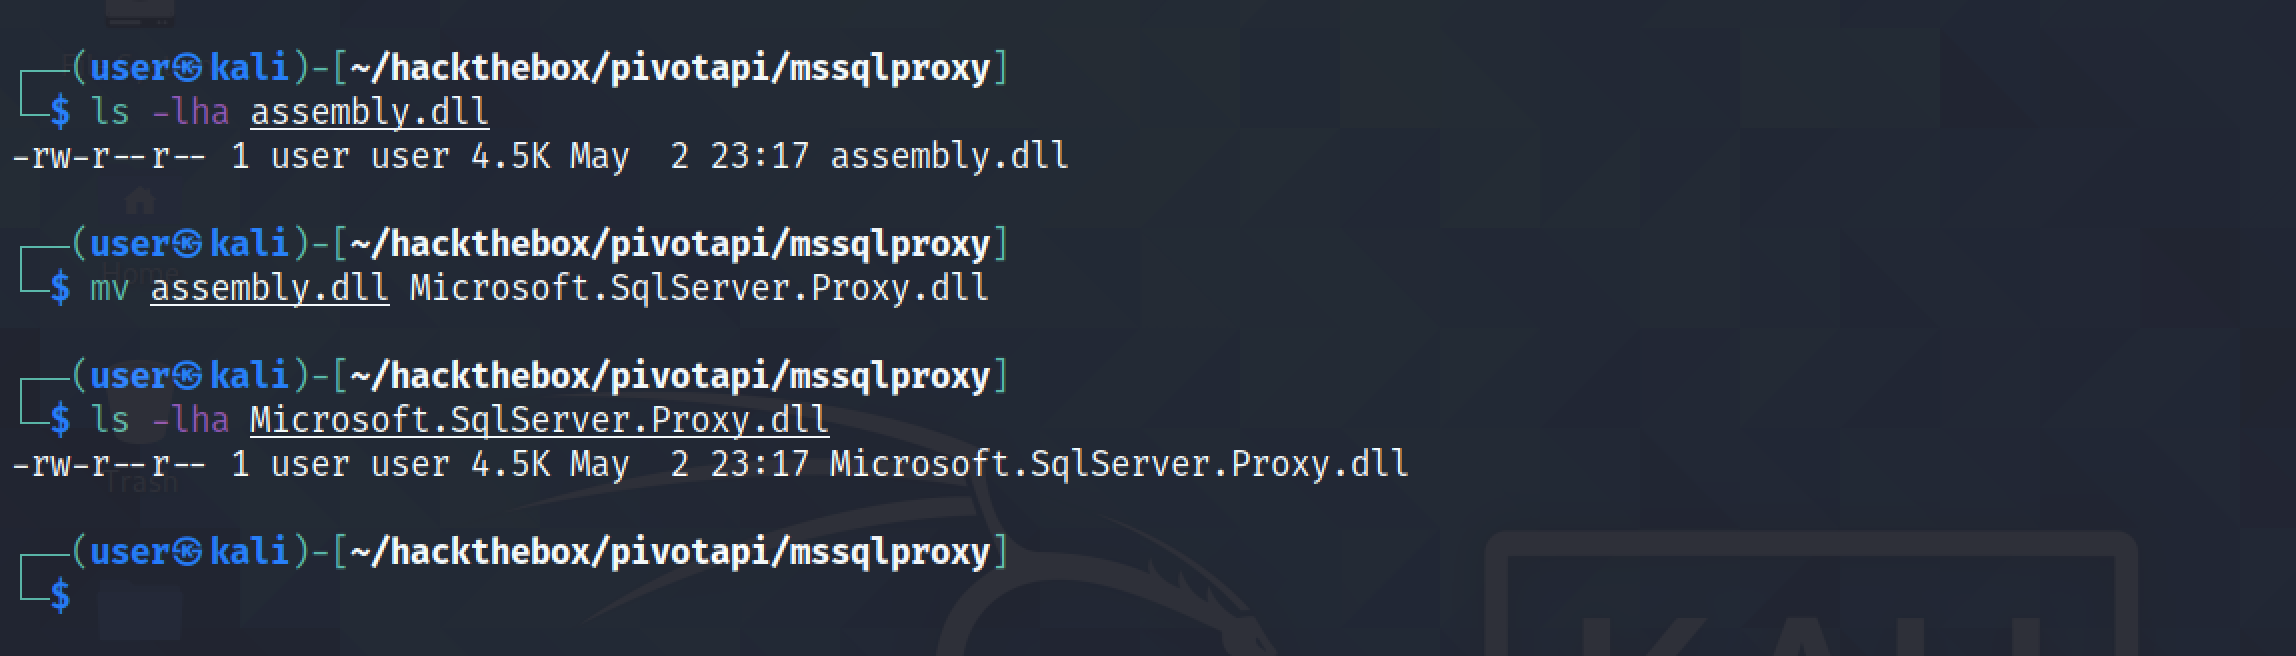 ┌──(user㉿kali)-[~/hackthebox/pivotapi/mssqlproxy]
└─$ ls -lha assembly.dll
-rw-r--r-- 1 user user 4.5K May  2 23:17 assembly.dll
┌──(user㉿kali)-[~/hackthebox/pivotapi/mssqlproxy]
Home
└─$ mv assembly.dll Microsoft.SqlServer.Proxy.dll
┌──(user㉿kali)-[~/hackthebox/pivotapi/mssqlproxy]
└─$ ls -lha Microsoft.SqlServer.Proxy.dll
-rw-r--r-- 1 user user 4.5K May  2 23:17 Microsoft.SqlServer.Proxy.dll
Trash
┌──(user㉿kali)-[~/hackthebox/pivotapi/mssqlproxy]
└─$
KALI